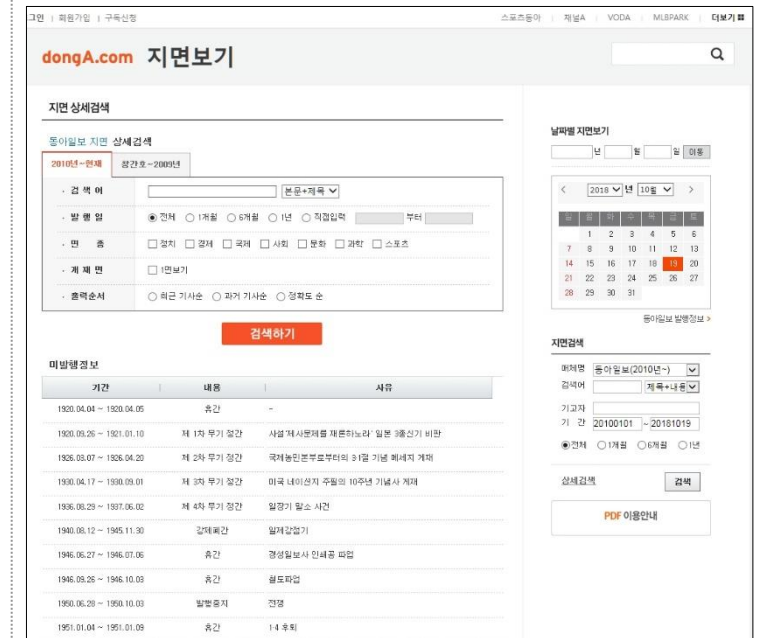 그인 | 회원가입 | 구독신청
스포츠동아 | 채널A | VODA | MLBPARK | 더보기
dongA.com 지면보기
지면 상세검색
동아일보 지면 상세검색
2010년~현재 창간호~2009년
· 검 색 어 본문+제목
· 발 행 일 전체 1개월 6개월 1년 직접입력 부터
· 면 종 정치 경제 국제 사회 문화 과학 스포츠
· 게 재 면 1면보기
· 출력순서 최근 기사순 과거 기사순 정확도 순
검색하기
미발행정보
기간 | 내용 | 사유
1920.04.04 ~ 1920.04.05 휴간 -
1920.09.26 ~ 1921.01.10 제 1차 무기 정간 사설'제사문제를 재론하노라' 일본 3종신기 비판
1926.03.07 ~ 1926.04.20 제 2차 무기 정간 국제농민본부로부터의 3·1절 기념 메세지 게재
1930.04.17 ~ 1930.09.01 제 3차 무기 정간 미국 네이션지 주필의 10주년 기념사 게재
1936.08.29 ~ 1937.06.02 제 4차 무기 정간 일장기 말소 사건
1940.08.12 ~ 1945.11.30 강제폐간 일제강점기
1946.06.27 ~ 1946.07.06 휴간 경성일보사 인쇄공 파업
1946.09.26 ~ 1946.10.03 휴간 철도파업
1950.06.28 ~ 1950.10.03 발행중지 전쟁
1951.01.04 ~ 1951.01.09 휴간 1·4 후퇴
날짜별 지면보기
년 월 일 이동
< 2018 년 10월 >
일 월 화 수 목 금 토
1 2 3 4 5 6
7 8 9 10 11 12 13
14 15 16 17 18 19 20
21 22 23 24 25 26 27
28 29 30 31
동아일보 발행정보 >
지면검색
매체명 동아일보(2010년~)
검색어 제목+내용
기고자
기 간 20100101 ~ 20181019
전체 1개월 6개월 1년
상세검색 검색
PDF 이용안내